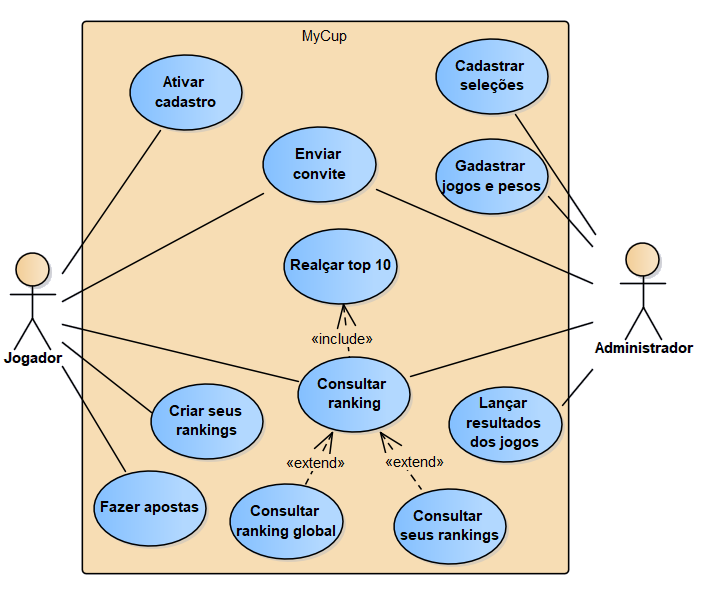 MyCup
Ativar
cadastro
Cadastrar
seleções
Enviar
convite
Gadastrar
jogos e pesos
Realçar top 10
«include»
Jogador
Administrador
Consultar
ranking
Criar seus
rankings
Lançar
resultados
dos jogos
«extend»
«extend»
Fazer apostas
Consultar
ranking global
Consultar
seus rankings